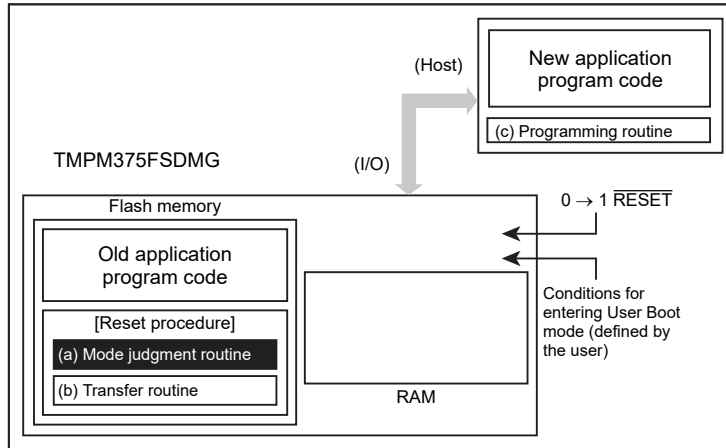 New application
program code
(Host)
(c) Programming routine
TMPM375FSDMG
(I/O)
Flash memory
0 → 1 RESET
Old application
program code
[Reset procedure]
(a) Mode judgment routine
(b) Transfer routine
RAM
Conditions for
entering User Boot
mode (defined by
the user)